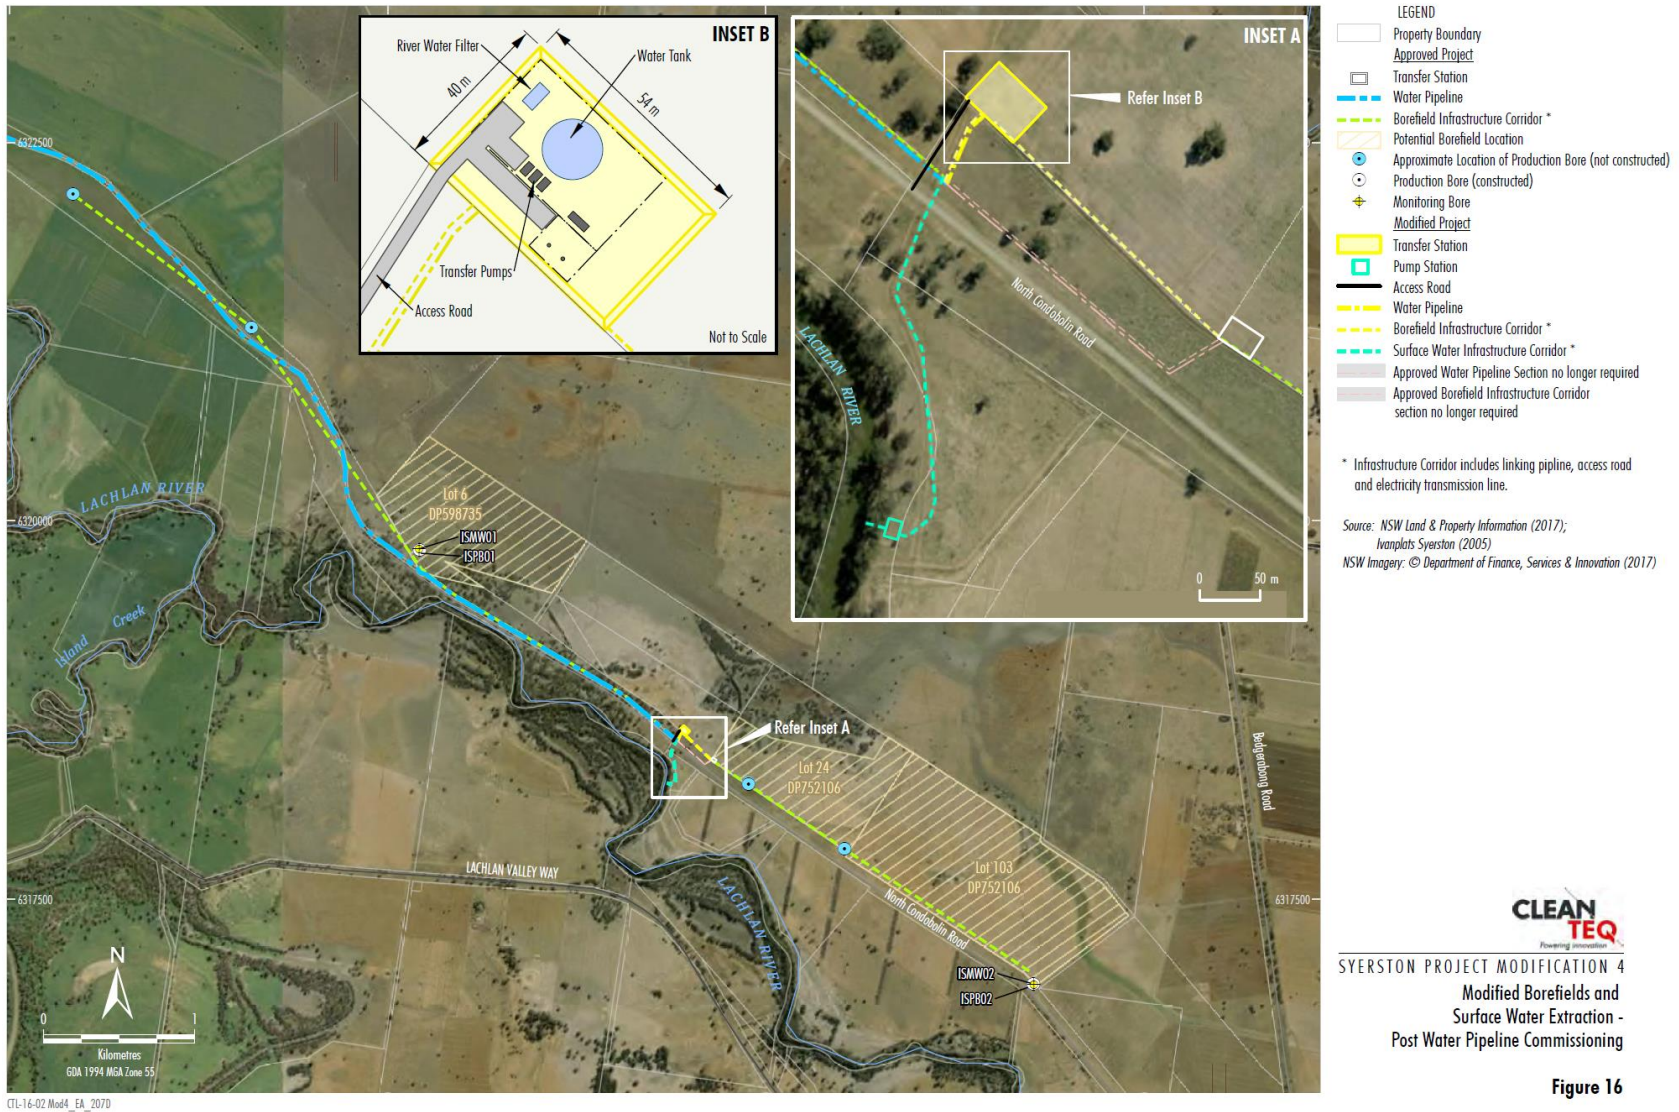 INSET B
River Water Filter
Water Tank
40 m
54 m
Transfer Pumps
Access Road
Not to Scale
INSET A
Refer Inset B
North Condobolin Road
LACHLAN RIVER
0 50 m
6322500
LACHLAN RIVER
6320000
Island Creek
Lot 6
DP598735
ISMW01
ISPB01
Refer Inset A
Lot 24
DP752106
Bedgerabong Road
LACHLAN VALLEY WAY
Lot 103
DP752106
6317500
6317500
LACHLAN RIVER
North Condobolin Road
ISMW02
ISPB02
N
0 1
Kilometres
GDA 1994 MGA Zone 55
CTL-16-02 Mod4_EA_207D
LEGEND
Property Boundary
Approved Project
Transfer Station
Water Pipeline
Borefield Infrastructure Corridor *
Potential Borefield Location
Approximate Location of Production Bore (not constructed)
Production Bore (constructed)
Monitoring Bore
Modified Project
Transfer Station
Pump Station
Access Road
Water Pipeline
Borefield Infrastructure Corridor *
Surface Water Infrastructure Corridor *
Approved Water Pipeline Section no longer required
Approved Borefield Infrastructure Corridor
section no longer required
* Infrastructure Corridor includes linking pipline, access road
and electricity transmission line.
Source: NSW Land & Property Information (2017);
Ivanplats Syerston (2005)
NSW Imagery: © Department of Finance, Services & Innovation (2017)
CLEAN
TEQ
Powering innovation
SYERSTON PROJECT MODIFICATION 4
Modified Borefields and
Surface Water Extraction -
Post Water Pipeline Commissioning
Figure 16